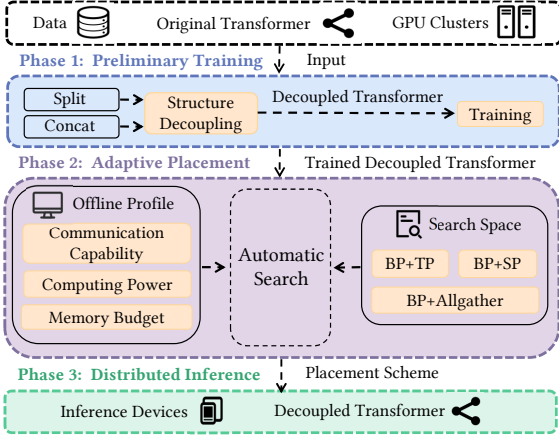 Data
Original Transformer
GPU Clusters
Phase 1: Preliminary Training
Input
Split
Concat
Structure
Decoupling
Decoupled Transformer
Training
Phase 2: Adaptive Placement
Trained Decoupled Transformer
Offline Profile
Communication
Capability
Computing Power
Memory Budget
Automatic
Search
Search Space
BP+TP
BP+SP
BP+Allgather
Phase 3: Distributed Inference
Placement Scheme
Inference Devices
Decoupled Transformer